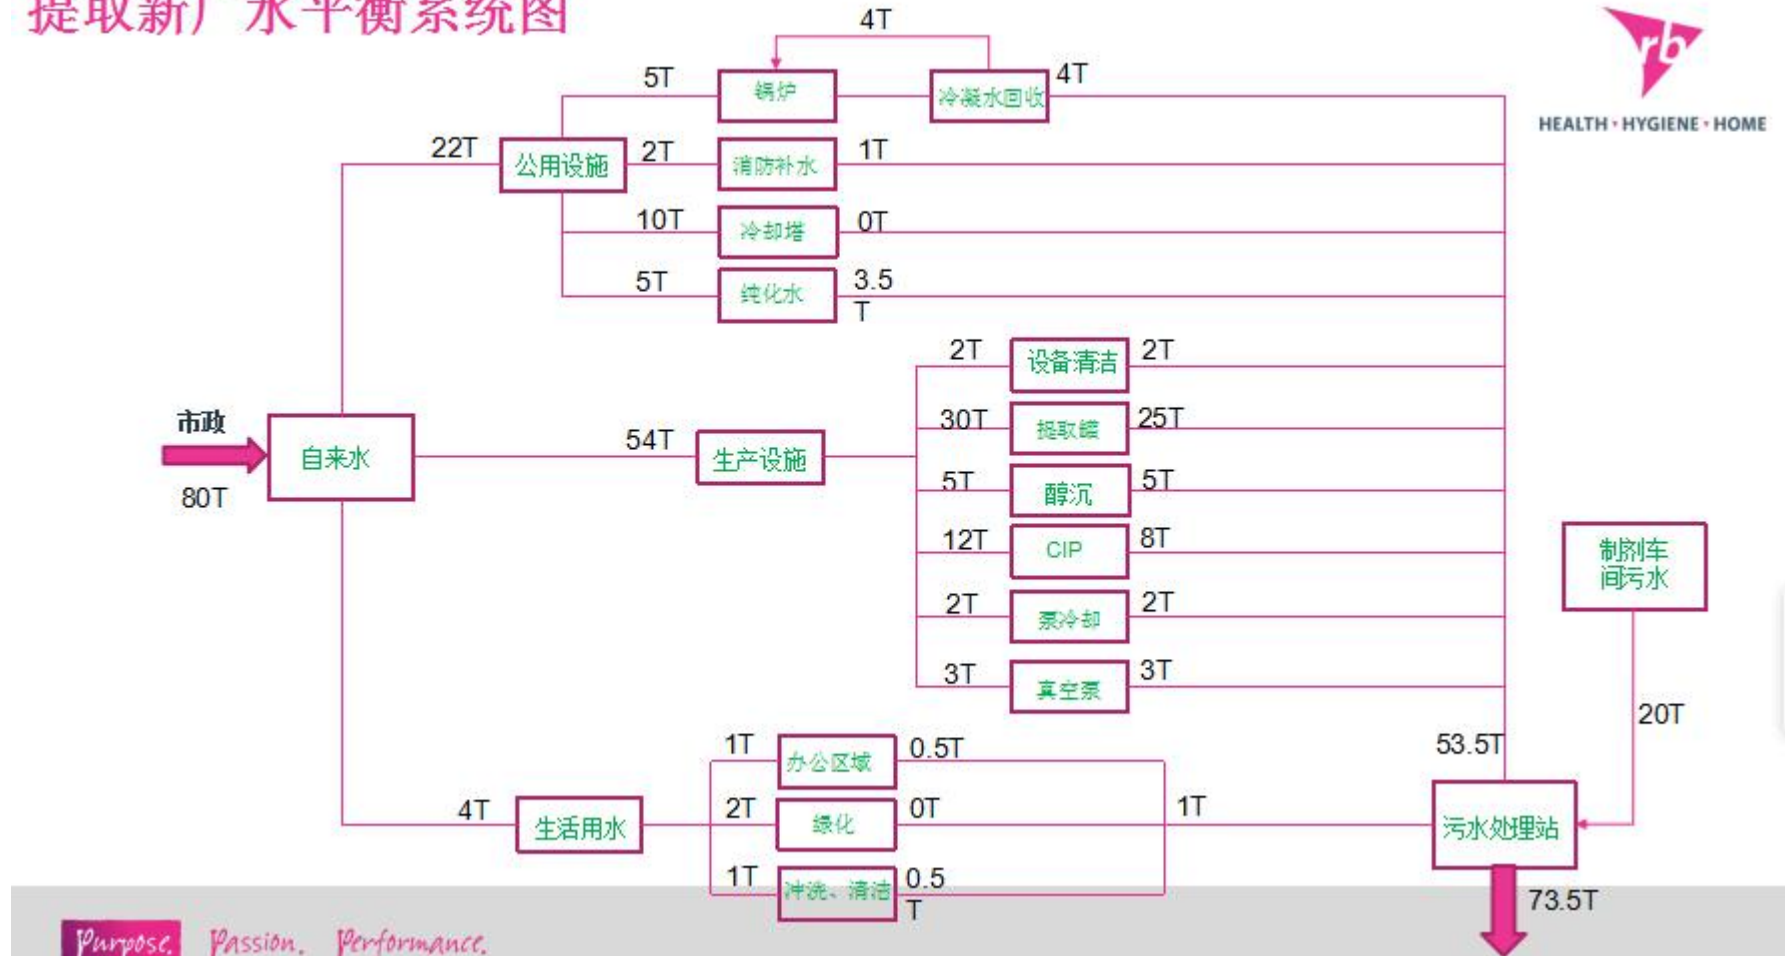 提取新厂水平衡系统图
4T
rb
HEALTH • HYGIENE • HOME
5T
锅炉
冷凝水回收
4T
22T
公用设施
2T
消防补水
1T
10T
冷却塔
0T
5T
纯化水
3.5
T
2T
设备清洁
2T
市政
自来水
80T
54T
生产设施
30T
提取罐
25T
5T
醇沉
5T
12T
CIP
8T
2T
泵冷却
2T
3T
真空泵
3T
制剂车
间污水
20T
53.5T
4T
生活用水
1T
办公区域
0.5T
2T
绿化
0T
1T
冲洗、清洁
0.5
T
1T
污水处理站
73.5T
Purpose. Passion. Performance.